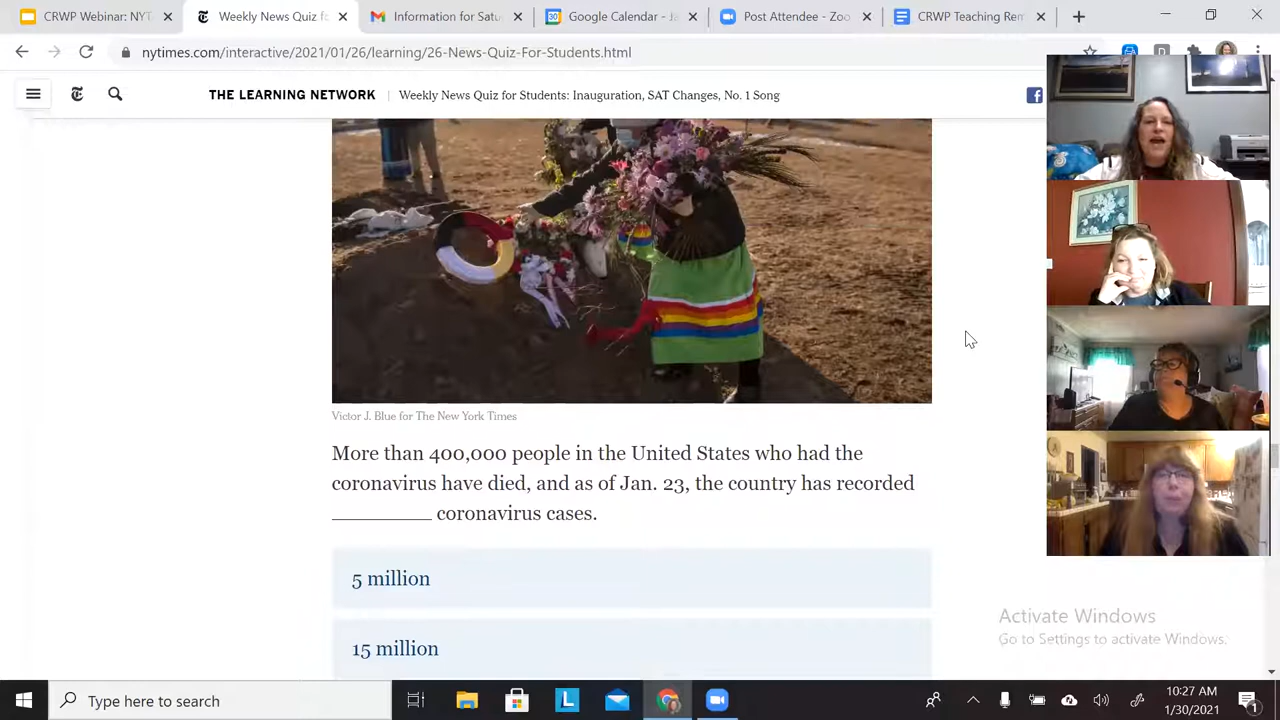 CRWP Webinar: NYT
Weekly News Quiz f
Information for Satu
Google Calendar - Ja
Post Attendee - Zoo
CRWP Teaching Rem
nytimes.com/interactive/2021/01/26/learning/26-News-Quiz-For-Students.html
THE LEARNING NETWORK | Weekly News Quiz for Students: Inauguration, SAT Changes, No. 1 Song
Victor J. Blue for The New York Times
More than 400,000 people in the United States who had the
coronavirus have died, and as of Jan. 23, the country has recorded
__________ coronavirus cases.
5 million
15 million
Activate Windows
Go to Settings to activate Windows.
Type here to search
10:27 AM
1/30/2021